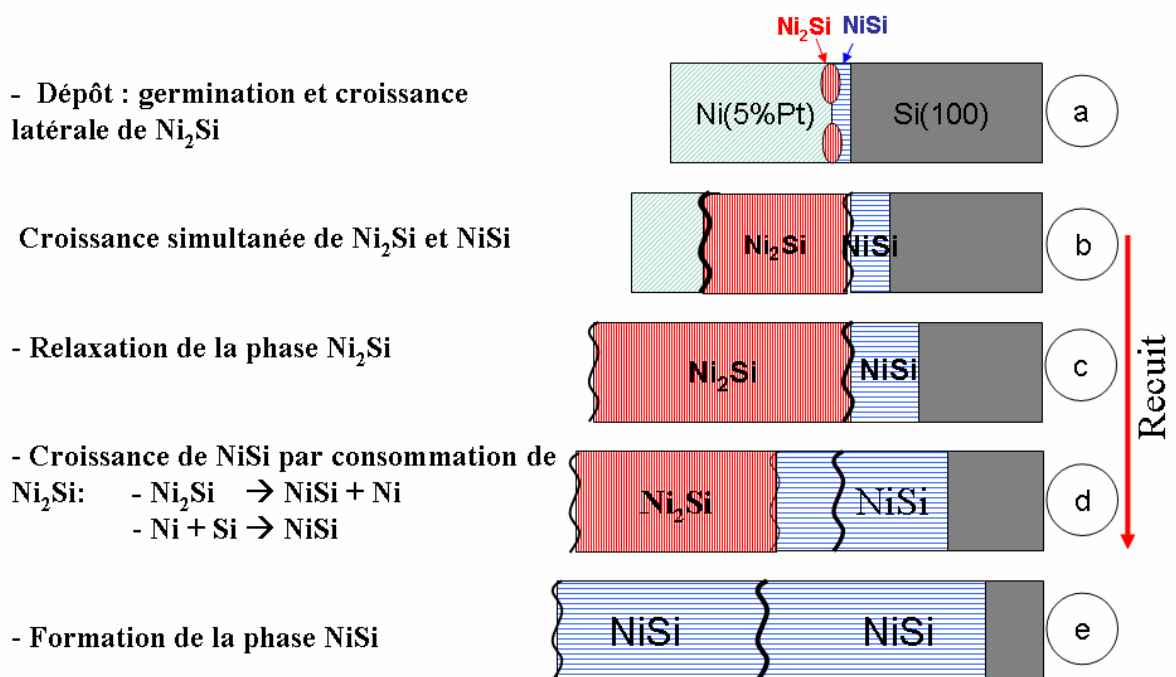 Ni₂Si NiSi
- Dépôt : germination et croissance
latérale de Ni₂Si
Ni(5%Pt) Si(100) a
Croissance simultanée de Ni₂Si et NiSi
Ni₂Si NiSi b
- Relaxation de la phase Ni₂Si
Ni₂Si NiSi c
Recuit
- Croissance de NiSi par consommation de
Ni₂Si: - Ni₂Si → NiSi + Ni
- Ni + Si → NiSi
Ni₂Si NiSi d
- Formation de la phase NiSi
NiSi NiSi e